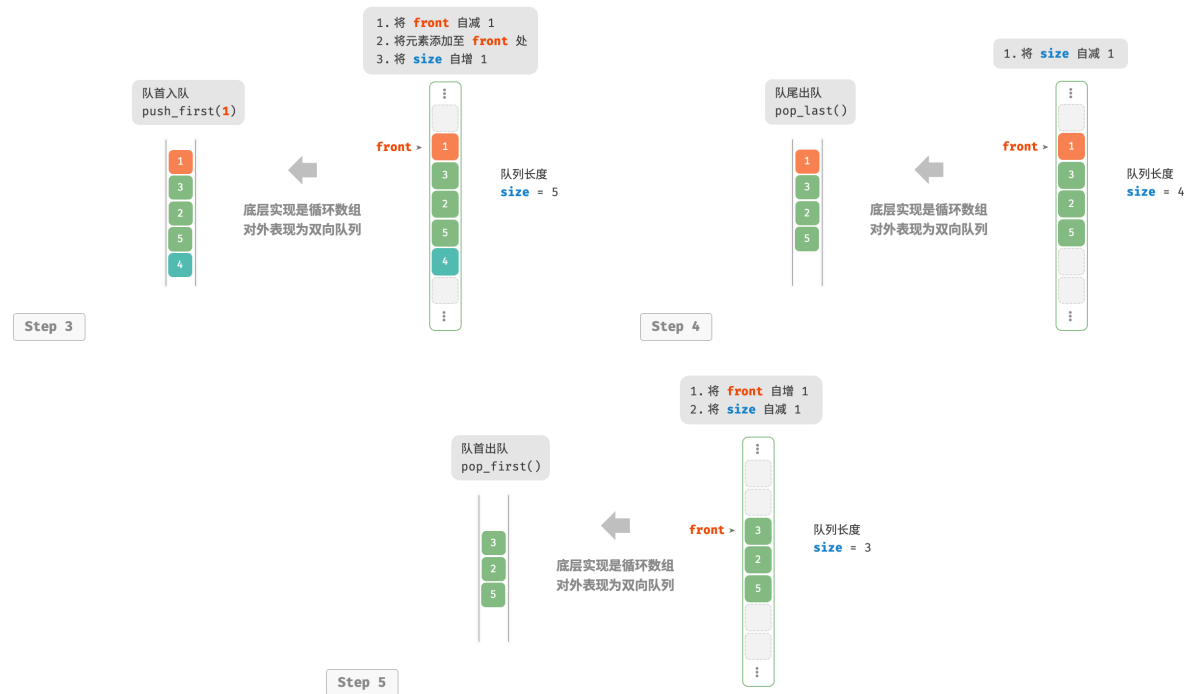 1. 将 front 自减 1
2. 将元素添加至 front 处
3. 将 size 自增 1
队首入队
push_first(1)
1
3
2
5
4
底层实现是循环数组
对外表现为双向队列
front
1
3
2
5
4
队列长度
size = 5
Step 3
1. 将 size 自减 1
队尾出队
pop_last()
1
3
2
5
底层实现是循环数组
对外表现为双向队列
front
1
3
2
5
队列长度
size = 4
Step 4
1. 将 front 自增 1
2. 将 size 自减 1
队首出队
pop_first()
3
2
5
底层实现是循环数组
对外表现为双向队列
front
3
2
5
队列长度
size = 3
Step 5